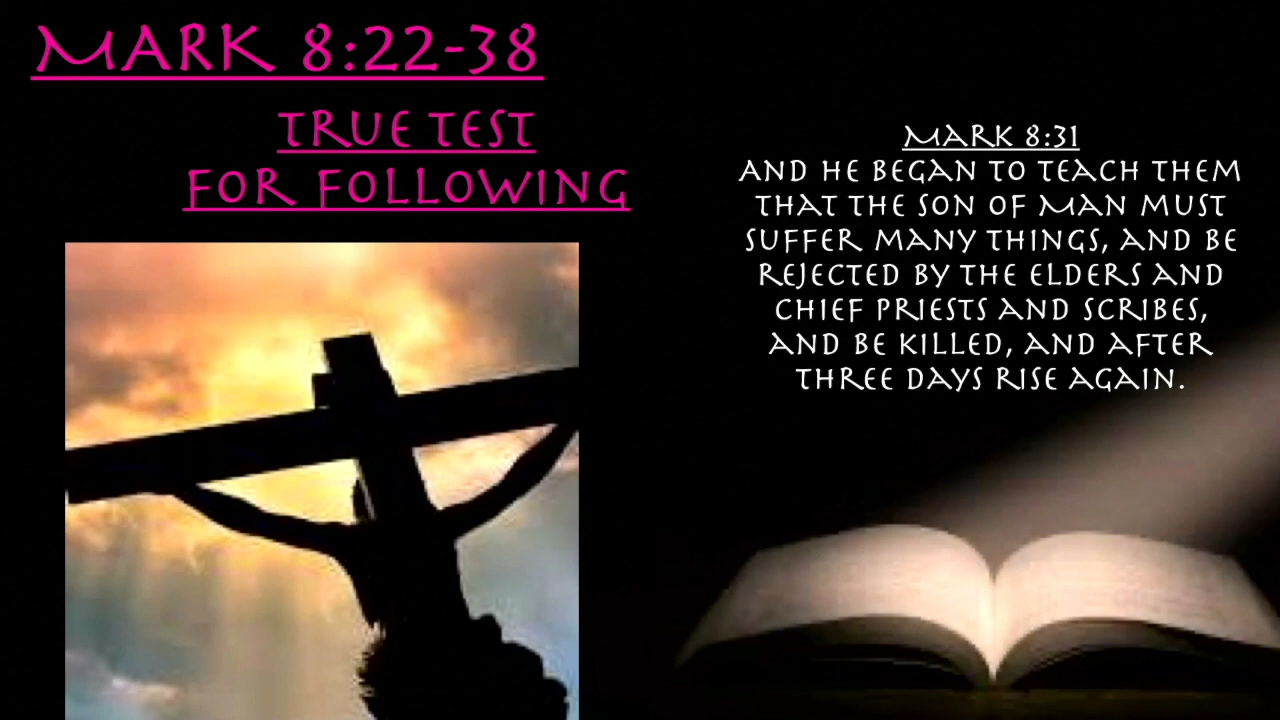 MARK 8:22-38
TRUE TEST
FOR FOLLOWING
MARK 8:31
AND HE BEGAN TO TEACH THEM
THAT THE SON OF MAN MUST
SUFFER MANY THINGS, AND BE
REJECTED BY THE ELDERS AND
CHIEF PRIESTS AND SCRIBES,
AND BE KILLED, AND AFTER
THREE DAYS RISE AGAIN.